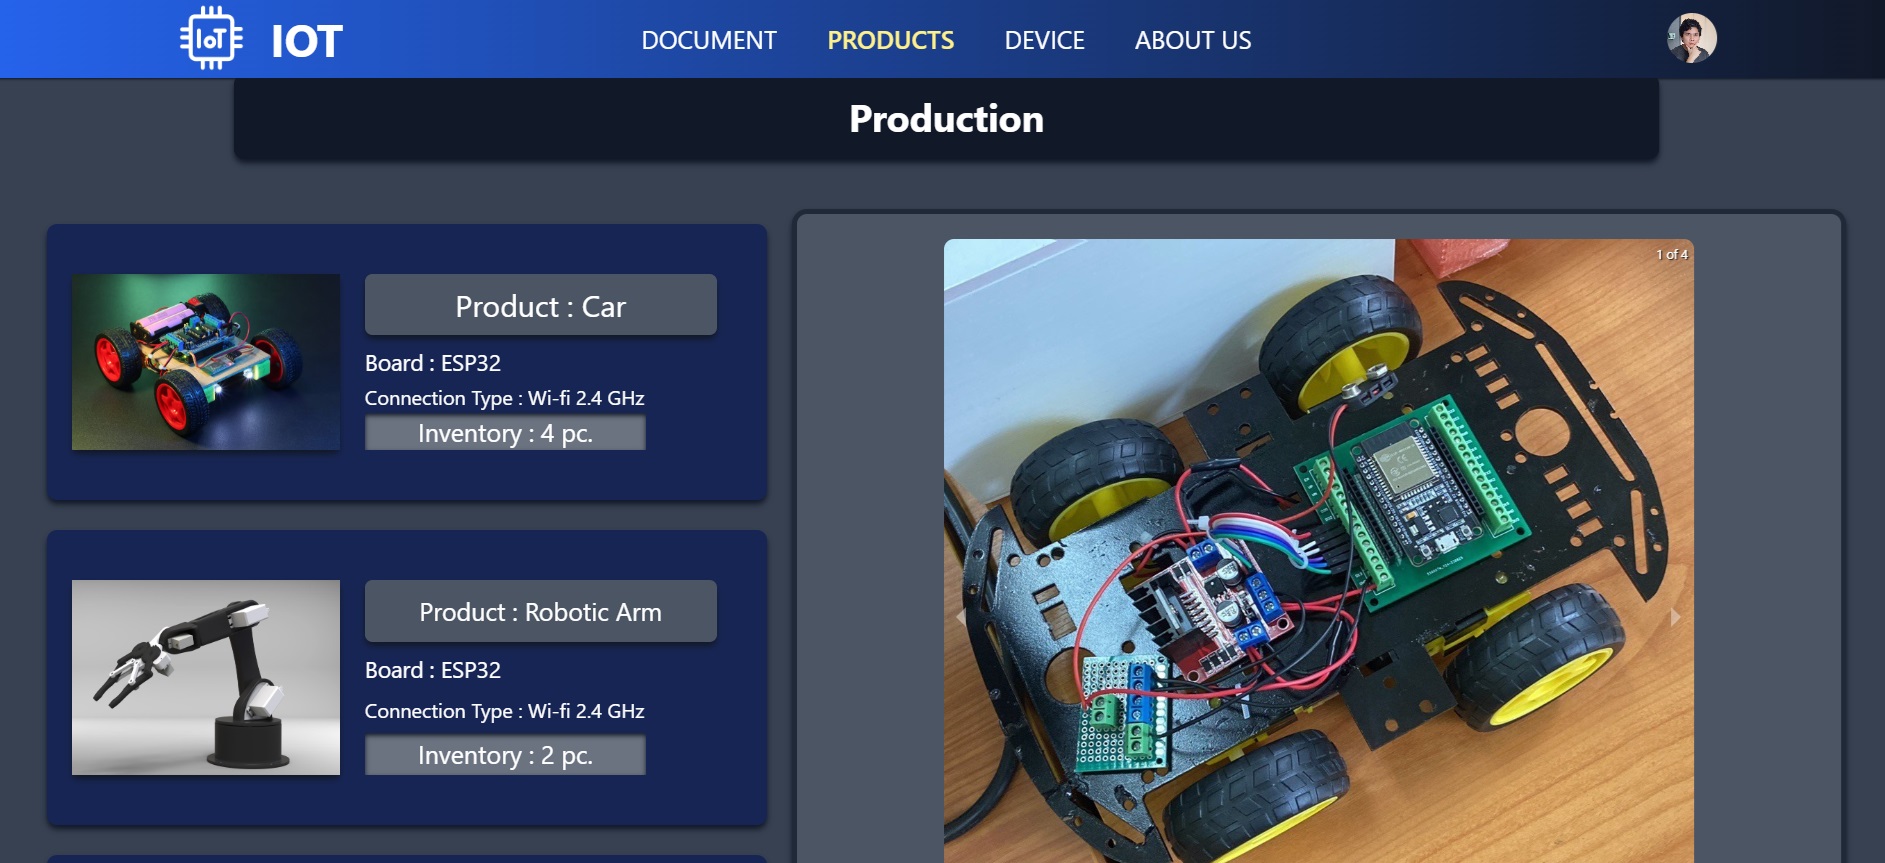 IoT
IOT
DOCUMENT
PRODUCTS
DEVICE
ABOUT US
Production
Product : Car
Board : ESP32
Connection Type : Wi-fi 2.4 GHz
Inventory : 4 pc.
Product : Robotic Arm
Board : ESP32
Connection Type : Wi-fi 2.4 GHz
Inventory : 2 pc.
1 of 4